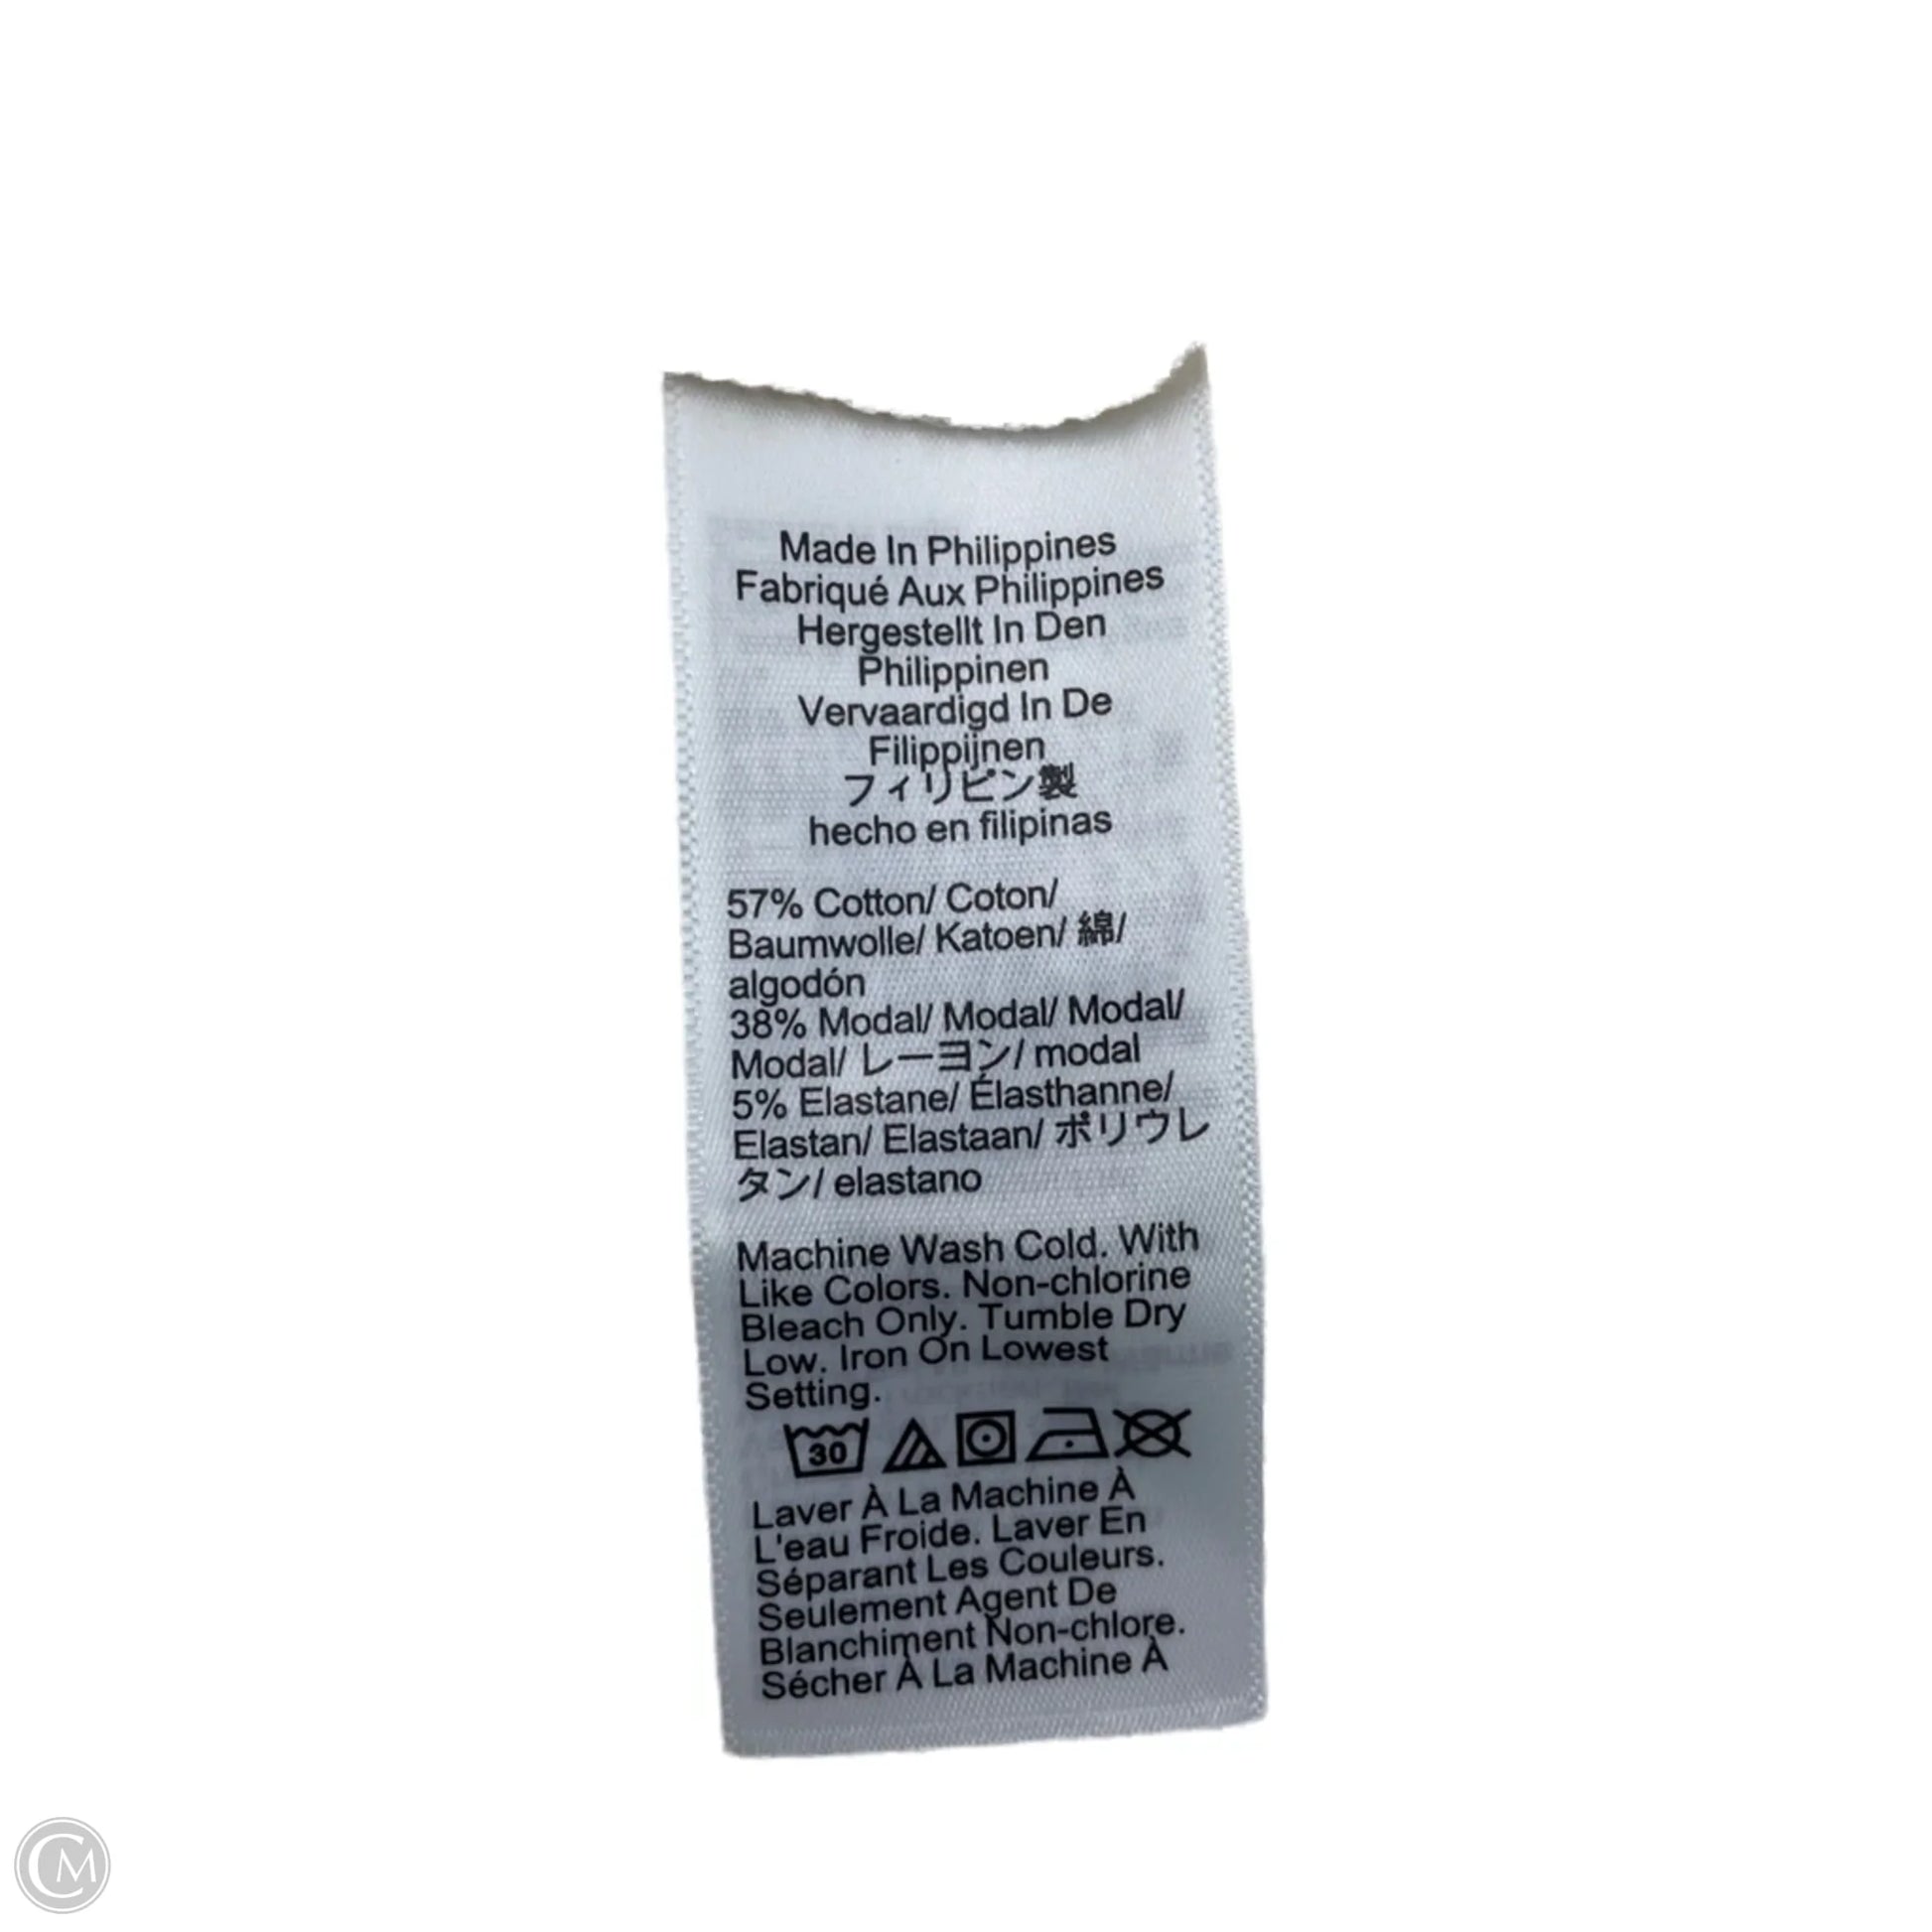 Made In Philippines
Fabriqué Aux Philippines
Hergestellt In Den
Philippinen
Vervaardigd In De
Filippijnen
フィリピン製
hecho en filipinas
57% Cotton/ Coton/
Baumwolle/ Katoen/ 綿/
algodón
38% Modal/ Modal/ Modal/
Modal/ レーヨン/ modal
5% Elastane/ Élasthanne/
Elastan/ Elastaan/ ポリウレ
タン/ elastano
Machine Wash Cold. With
Like Colors. Non-chlorine
Bleach Only. Tumble Dry
Low. Iron On Lowest
Setting.
30
Laver À La Machine À
L'eau Froide. Laver En
Séparant Les Couleurs.
Seulement Agent De
Blanchiment Non-chlore.
Sécher À La Machine À
CM